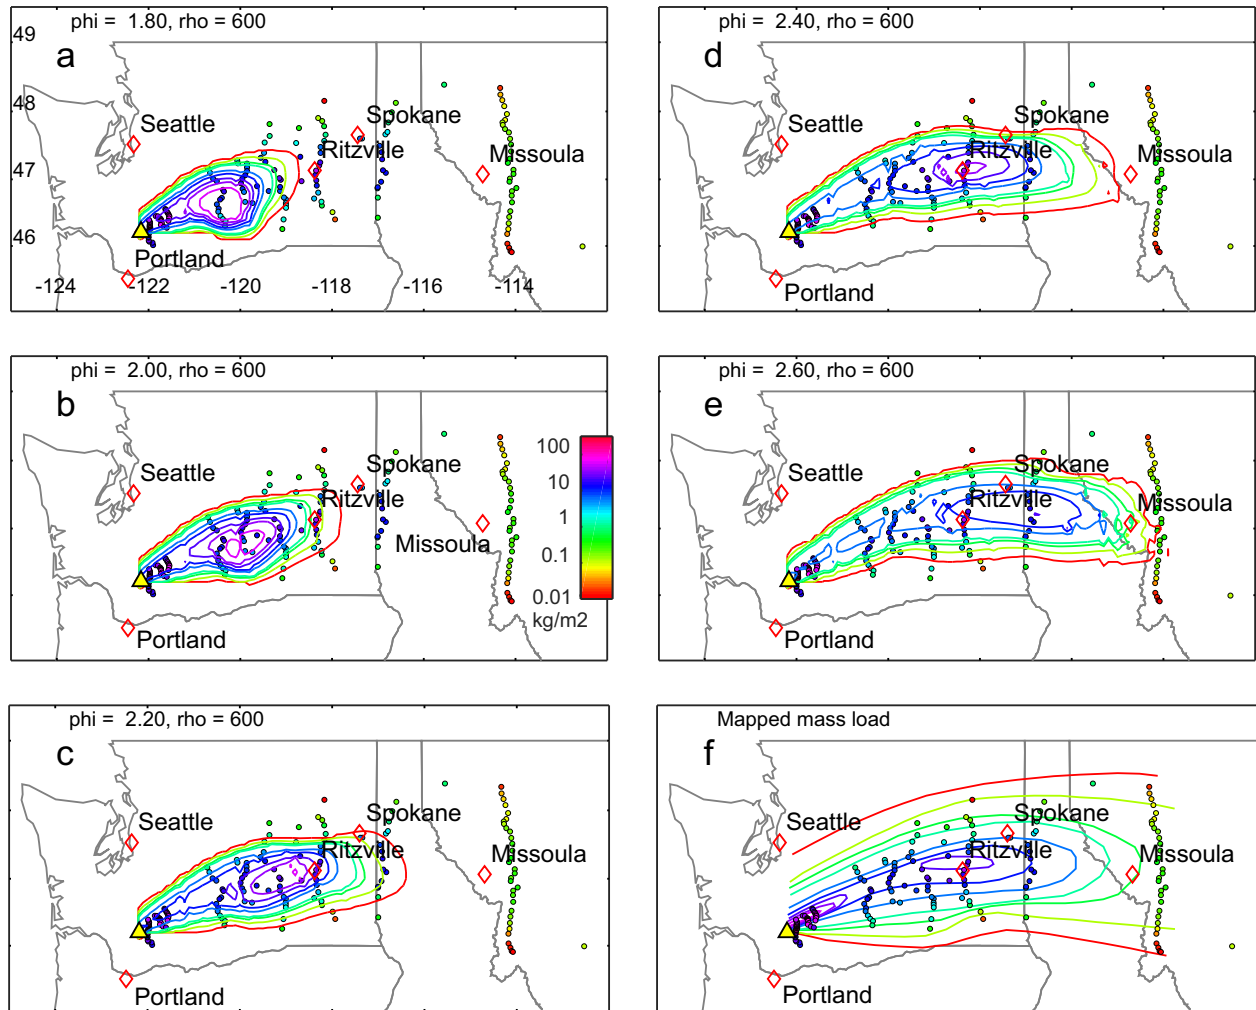 phi = 1.80, rho = 600
49
a
48
Seattle
Spokane
Ritzville
Missoula
47
46
Portland
-124
-122
-120
-118
-116
-114
phi = 2.40, rho = 600
d
Seattle
Spokane
Ritzville
Missoula
Portland
phi = 2.00, rho = 600
b
Seattle
Spokane
Ritzville
Missoula
Portland
100
10
1
0.1
0.01
kg/m2
phi = 2.60, rho = 600
e
Seattle
Spokane
Ritzville
Missoula
Portland
phi = 2.20, rho = 600
c
Seattle
Spokane
Ritzville
Missoula
Portland
Mapped mass load
f
Seattle
Spokane
Ritzville
Missoula
Portland